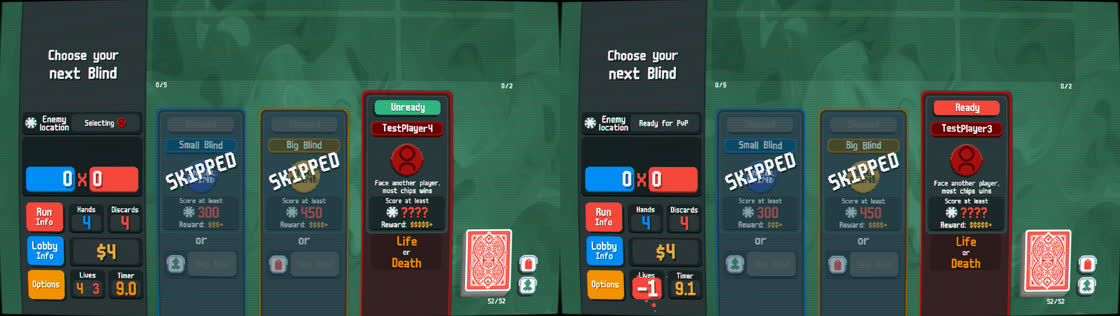 Choose your
next Blind
0/5
0/2
Enemy
location
Selecting
Unready
TestPlayer4
Small Blind
Big Blind
SKIPPED
SKIPPED
Face another player,
most chips wins
0 X 0
Score at least
300
Reward: $$$+
Score at least
450
Reward: $$$$+
Score at least
????
Reward: $$$$$+
Run
Info
Hands
4
Discards
4
or
or
Life
or
Death
Lobby
Info
$4
Options
Lives
4 3
Timer
9.0
52/52
Choose your
next Blind
0/5
0/2
Enemy
location
Ready for PvP
Ready
TestPlayer3
Small Blind
Big Blind
SKIPPED
SKIPPED
Face another player,
most chips wins
0 X 0
Score at least
300
Reward: $$$+
Score at least
450
Reward: $$$$+
Score at least
????
Reward: $$$$$+
Run
Info
Hands
4
Discards
4
or
or
Life
or
Death
Lobby
Info
$4
Options
Lives
-1
Timer
9.1
52/52